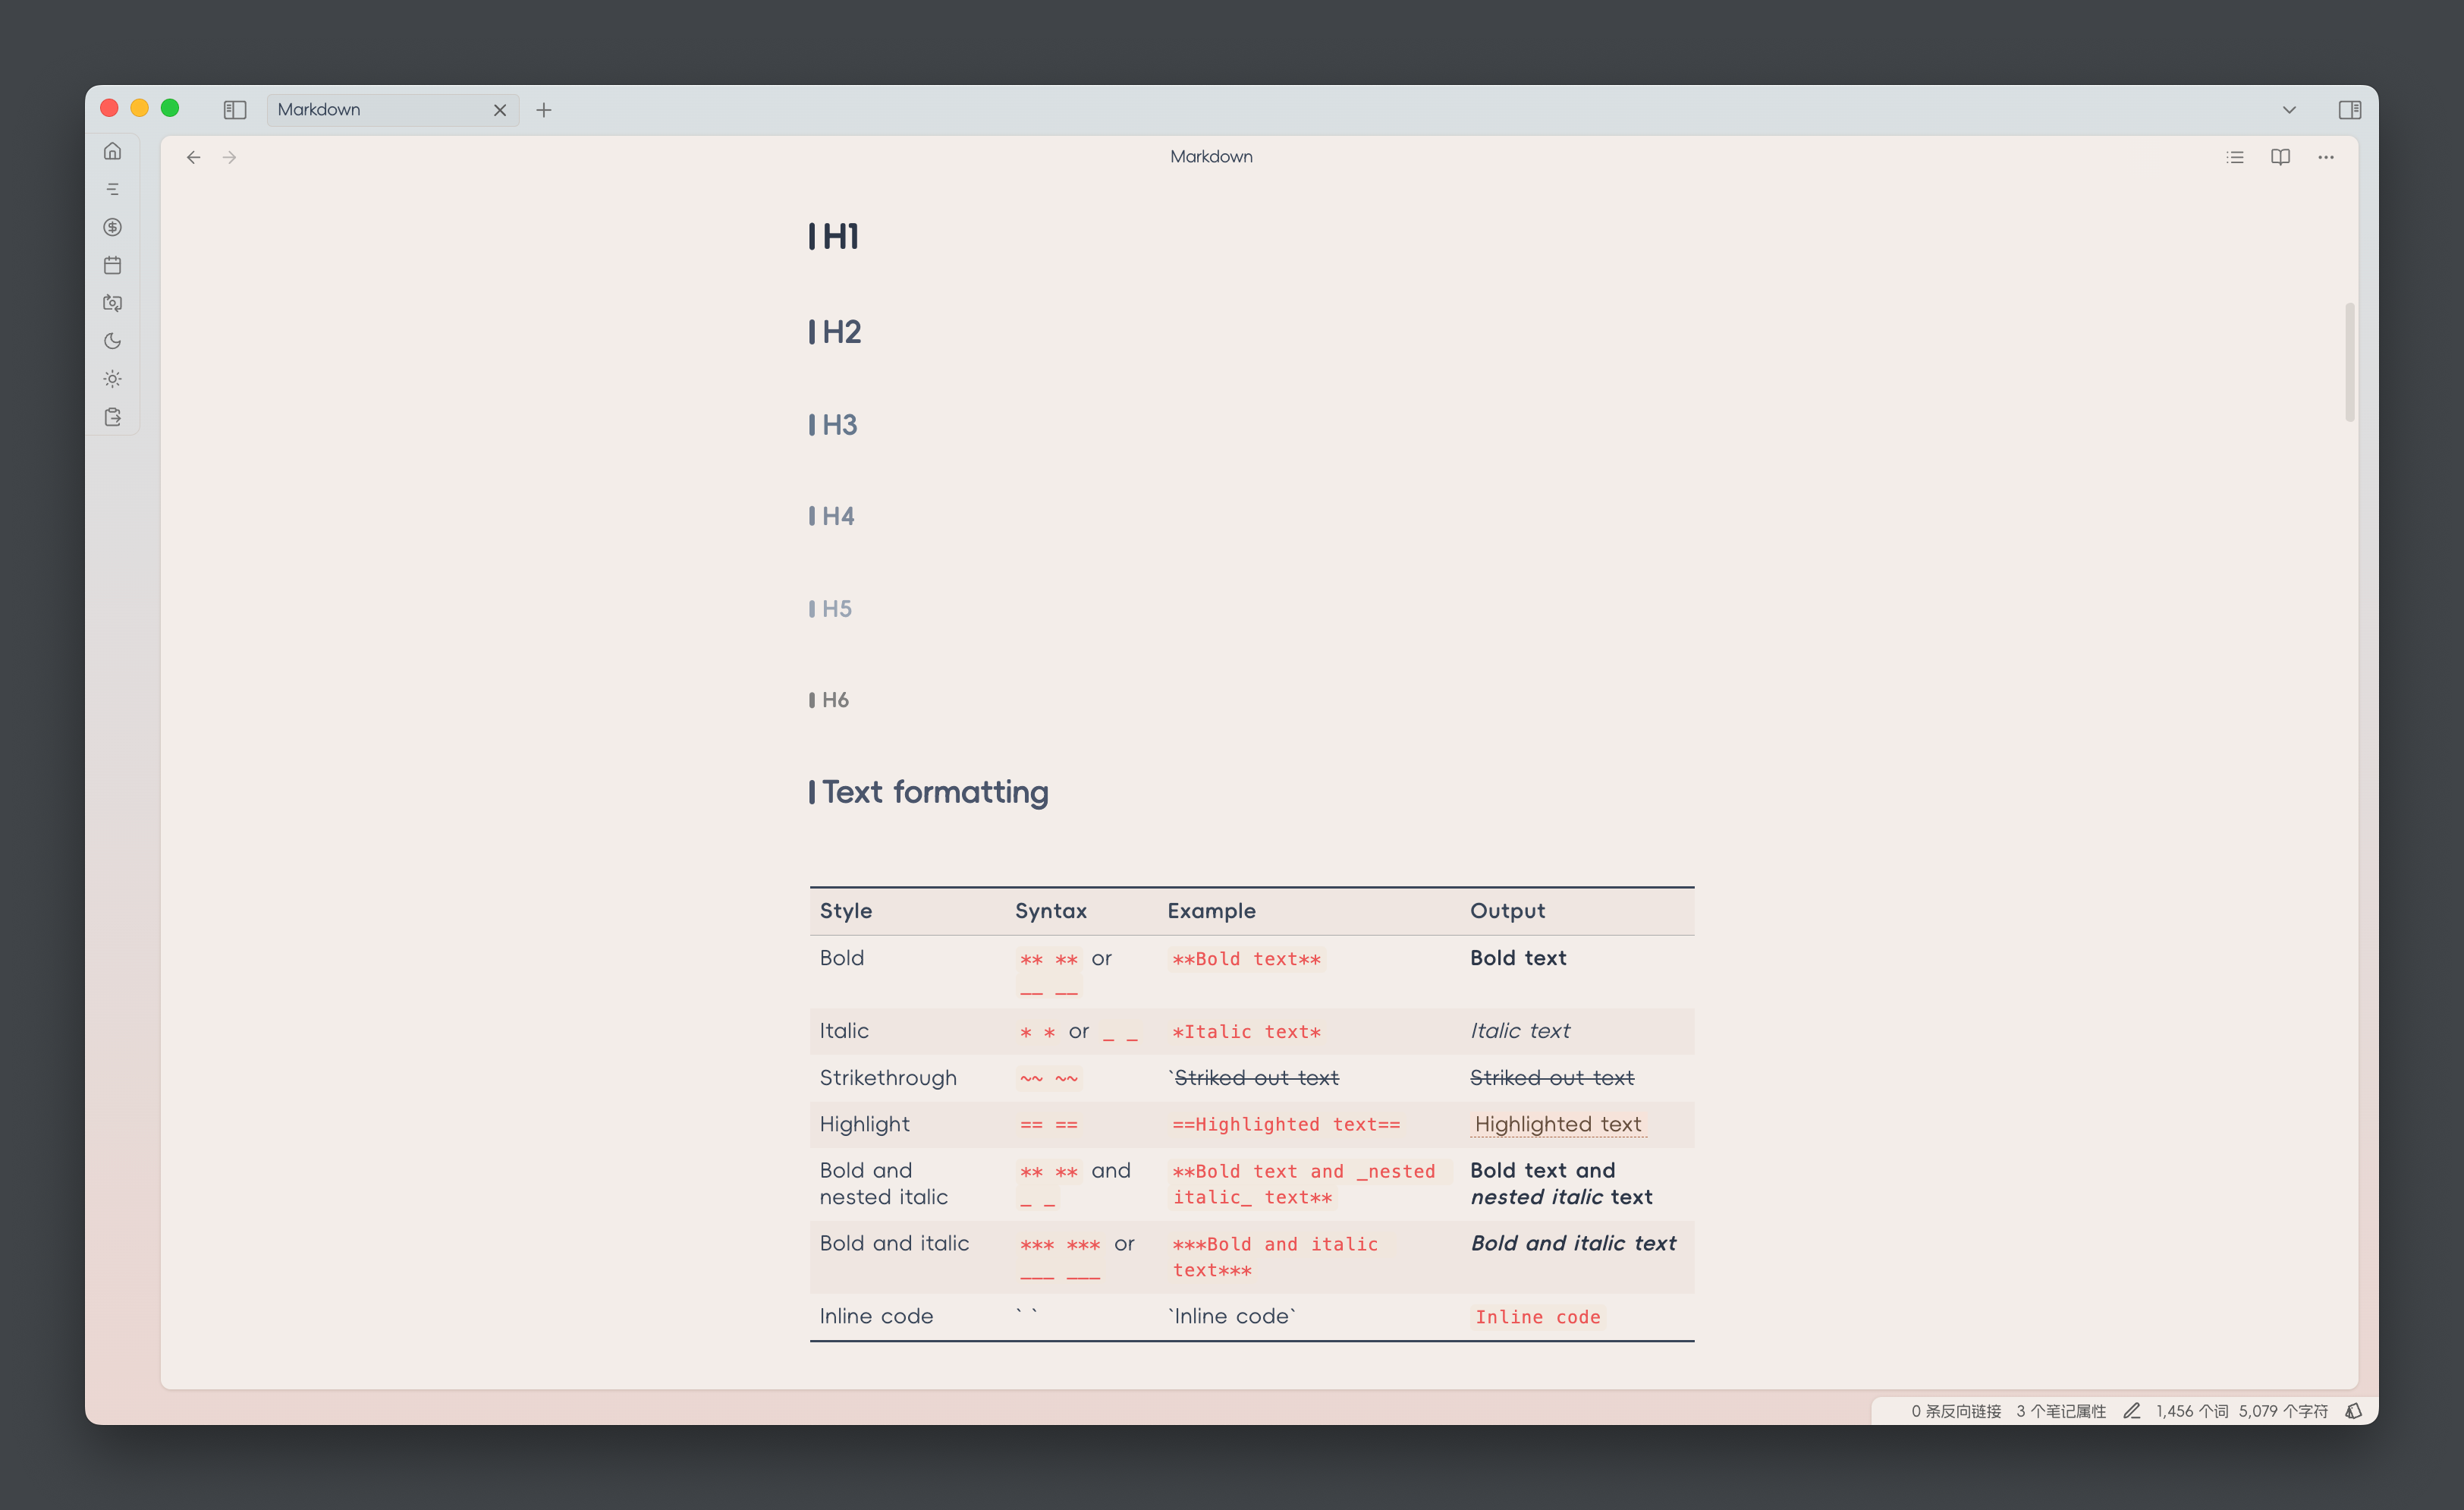 Markdown
Markdown
H1
H2
H3
H4
H5
H6
Text formatting
Style Syntax Example Output
Bold ** ** or __ __ **Bold text** Bold text
Italic * * or _ _ *Italic text* Italic text
Strikethrough ~~ ~~ `Striked out text Striked out text
Highlight == == ==Highlighted text== Highlighted text
Bold and nested italic ** ** and _ _ **Bold text and _nested italic_ text** Bold text and nested italic text
Bold and italic *** *** or ___ ___ ***Bold and italic text*** Bold and italic text
Inline code ` ` `Inline code` Inline code
0 条反向链接 3 个笔记属性 1,456 个词 5,079 个字符